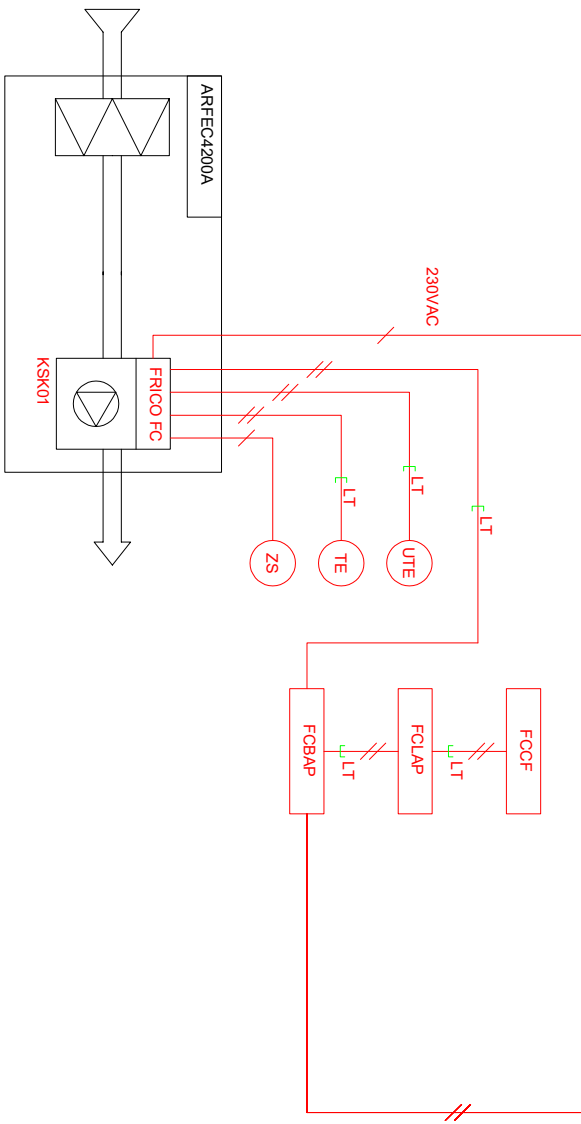 ARFEC4200A
230VAC
FRICO FC
KSK01
LT
LT
LT
UTE
TE
ZS
FCCF
FCLAP
FCBAP
LT
LT